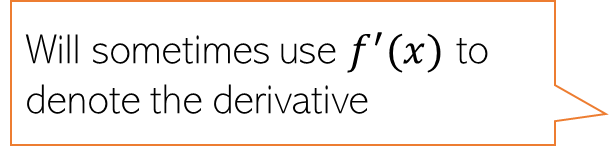 Will sometimes use f′(x) to
denote the derivative